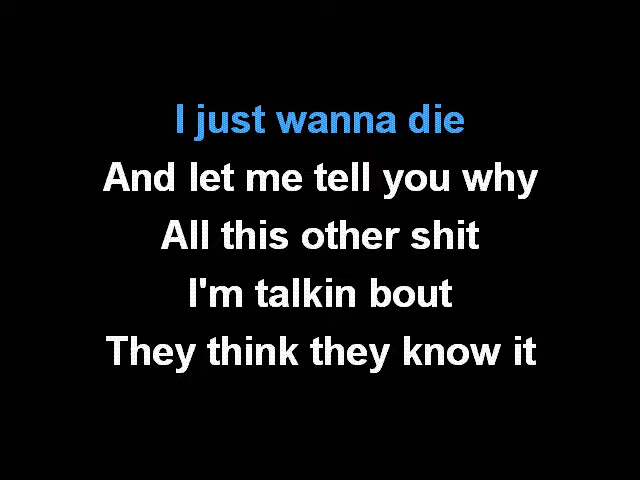 I just wanna die
And let me tell you why
All this other shit
I'm talkin bout
They think they know it